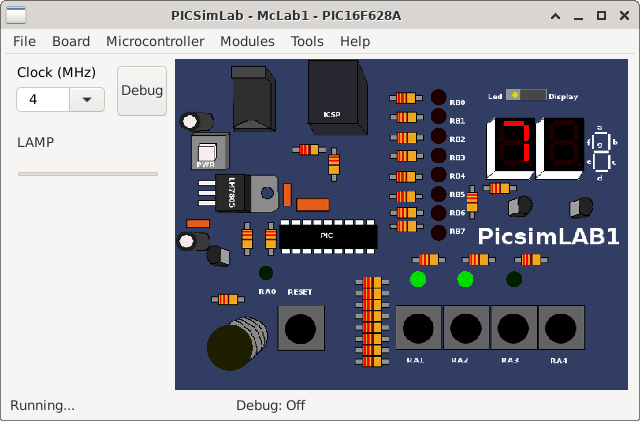 PICSimLab - McLab1 - PIC16F628A
File Board Microcontroller Modules Tools Help
Clock (MHz)
4
Debug
LAMP
ICSP
PWR
LM7805
PIC
RA0
RESET
RB0
RB1
RB2
RB3
RB4
RB5
RB6
RB7
Led
Display
7
a
f
b
g
e
c
d
PicsimLAB1
RA1
RA2
RA3
RA4
Running...
Debug: Off